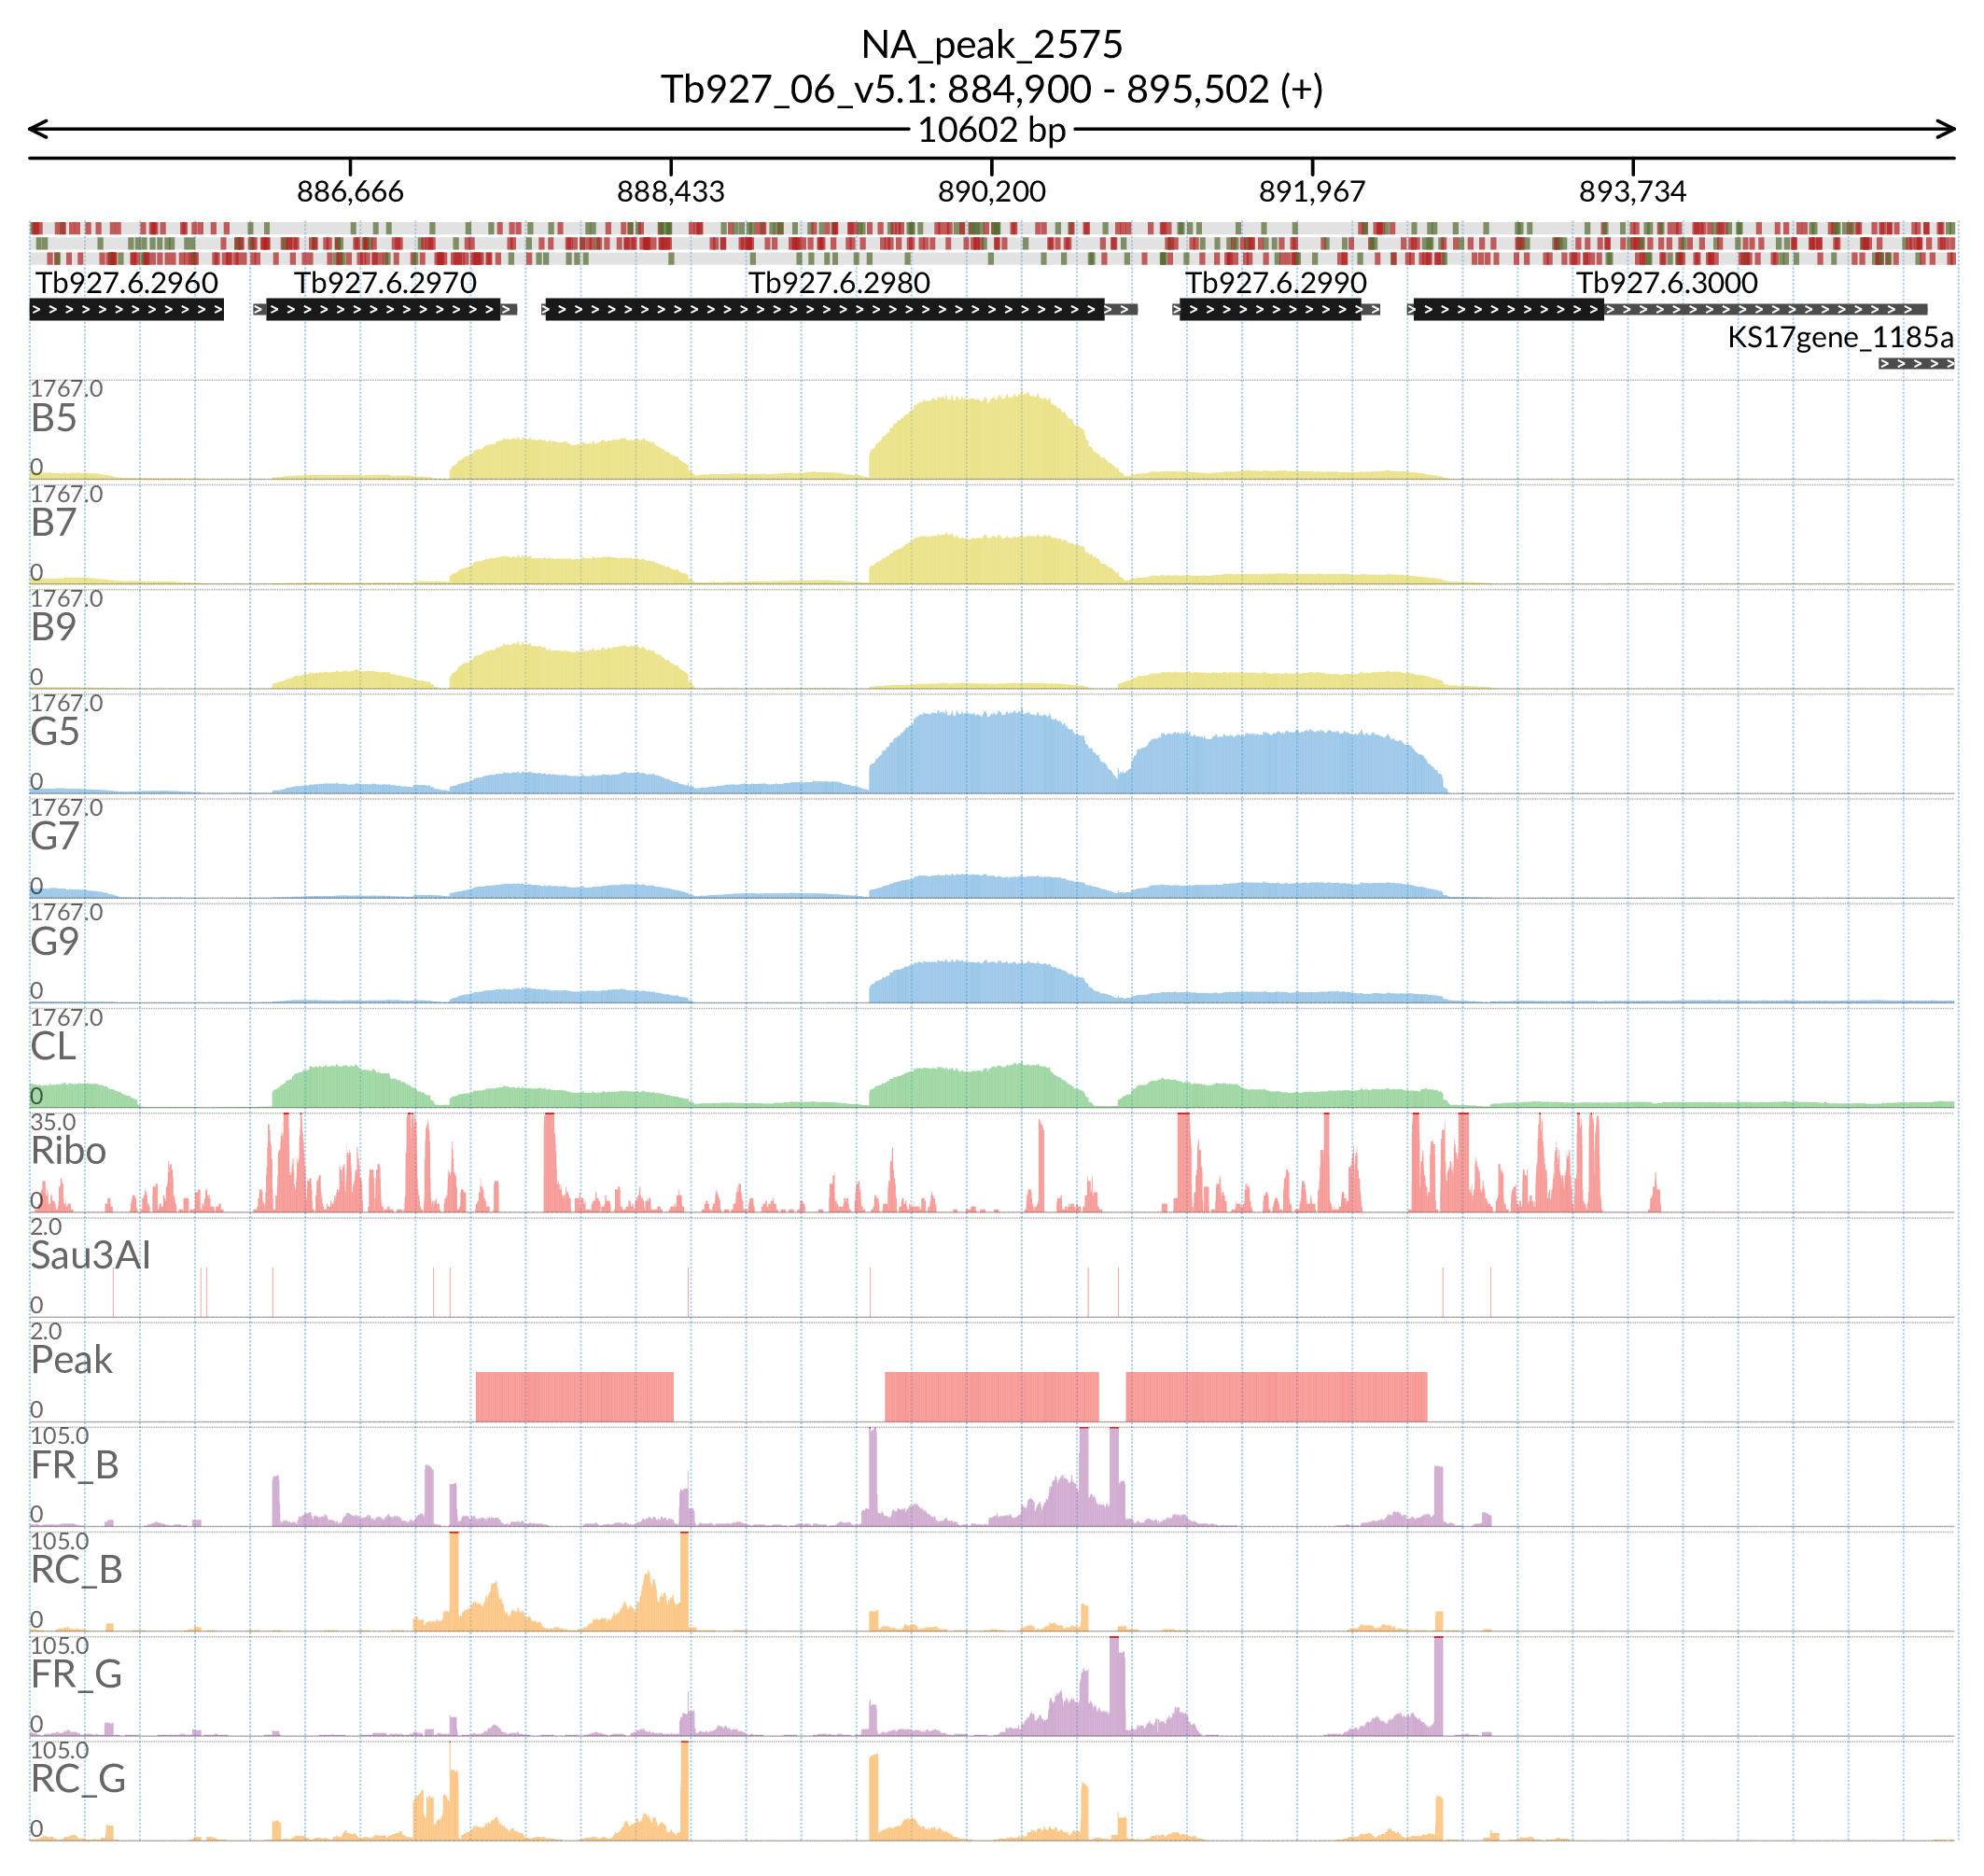 NA_peak_2575
Tb927_06_v5.1: 884,900 - 895,502 (+)
10602 bp
886,666 888,433 890,200 891,967 893,734
Tb927.6.2960 Tb927.6.2970 Tb927.6.2980 Tb927.6.2990 Tb927.6.3000
KS17gene_1185a
1767.0
B5
0
1767.0
B7
0
1767.0
B9
0
1767.0
G5
0
1767.0
G7
0
1767.0
G9
0
1767.0
CL
0
35.0
Ribo
0
2.0
Sau3AI
0
2.0
Peak
0
105.0
FR_B
0
105.0
RC_B
0
105.0
FR_G
0
105.0
RC_G
0